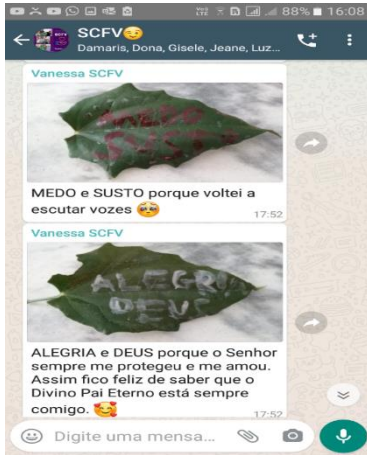 88% 16:08
SCFV
Damaris, Dona, Gisele, Jeane, Luz...
Vanessa SCFV
MEDO
SUSTO
MEDO e SUSTO porque voltei a
escutar vozes
17:52
Vanessa SCFV
ALEGRIA
DEUS
ALEGRIA e DEUS porque o Senhor
sempre me protegeu e me amou.
Assim fico feliz de saber que o
Divino Pai Eterno está sempre
comigo.
17:52
Digite uma mensa...